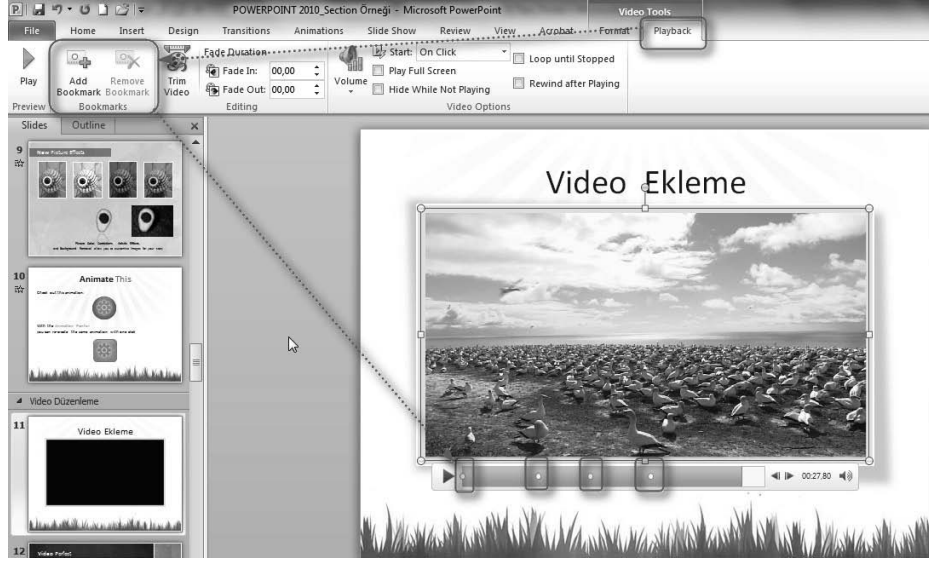 POWERPOINT 2010_Section Örneği - Microsoft PowerPoint
Video Tools
File Home Insert Design Transitions Animations Slide Show Review View Acrobat Format Playback
Play
Add Bookmark
Remove Bookmark
Trim Video
Fade Duration
Fade In: 00,00
Fade Out: 00,00
Volume
Start: On Click
Play Full Screen
Hide While Not Playing
Loop until Stopped
Rewind after Playing
Preview Bookmarks Editing Video Options
Slides Outline
9
New Picture Effects
10
Animate This
Check out this animation
Video Düzenleme
11
Video Ekleme
12
Video Perfect
Video Ekleme
00:27,80